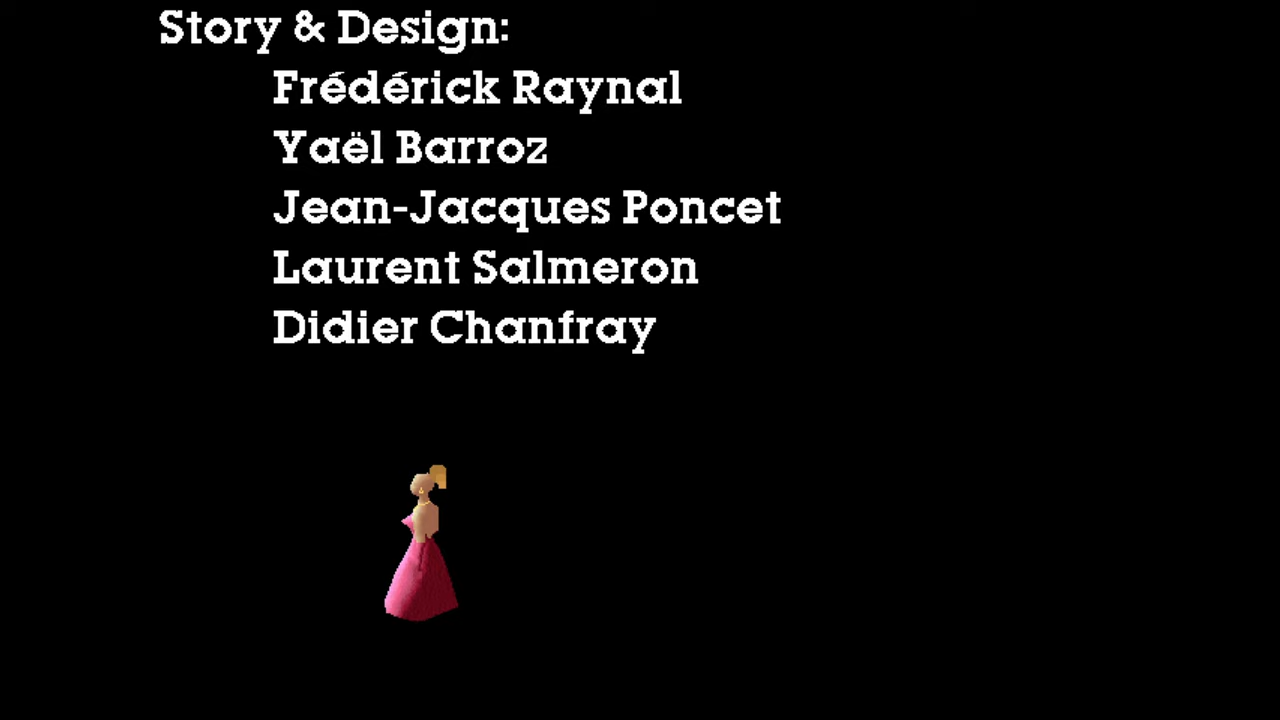 Story & Design:
Frédérick Raynal
Yaël Barroz
Jean-Jacques Poncet
Laurent Salmeron
Didier Chanfray